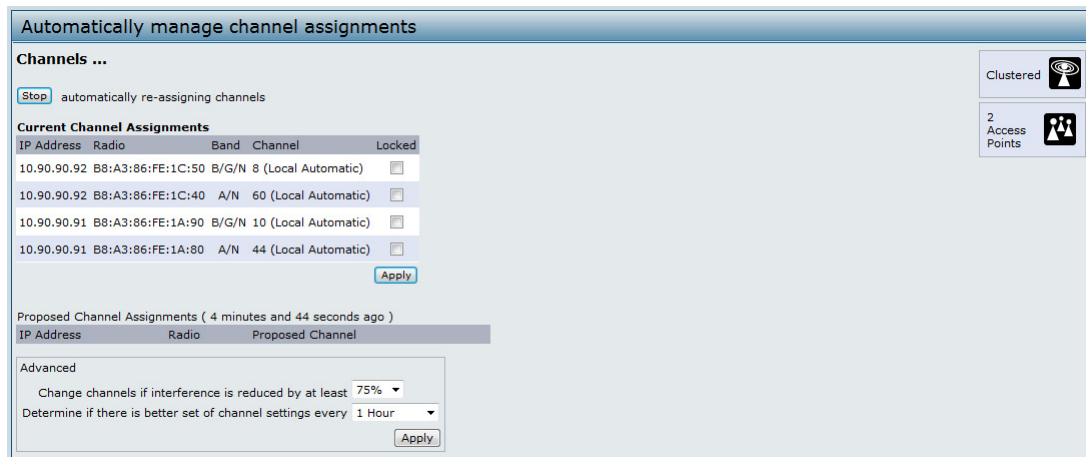 Automatically manage channel assignments
Channels ...
Clustered
Stop automatically re-assigning channels
2
Access
Points
Current Channel Assignments
IP Address Radio Band Channel Locked
10.90.90.92 B8:A3:86:FE:1C:50 B/G/N 8 (Local Automatic)
10.90.90.92 B8:A3:86:FE:1C:40 A/N 60 (Local Automatic)
10.90.90.91 B8:A3:86:FE:1A:90 B/G/N 10 (Local Automatic)
10.90.90.91 B8:A3:86:FE:1A:80 A/N 44 (Local Automatic)
Apply
Proposed Channel Assignments ( 4 minutes and 44 seconds ago )
IP Address Radio Proposed Channel
Advanced
Change channels if interference is reduced by at least 75%
Determine if there is better set of channel settings every 1 Hour
Apply